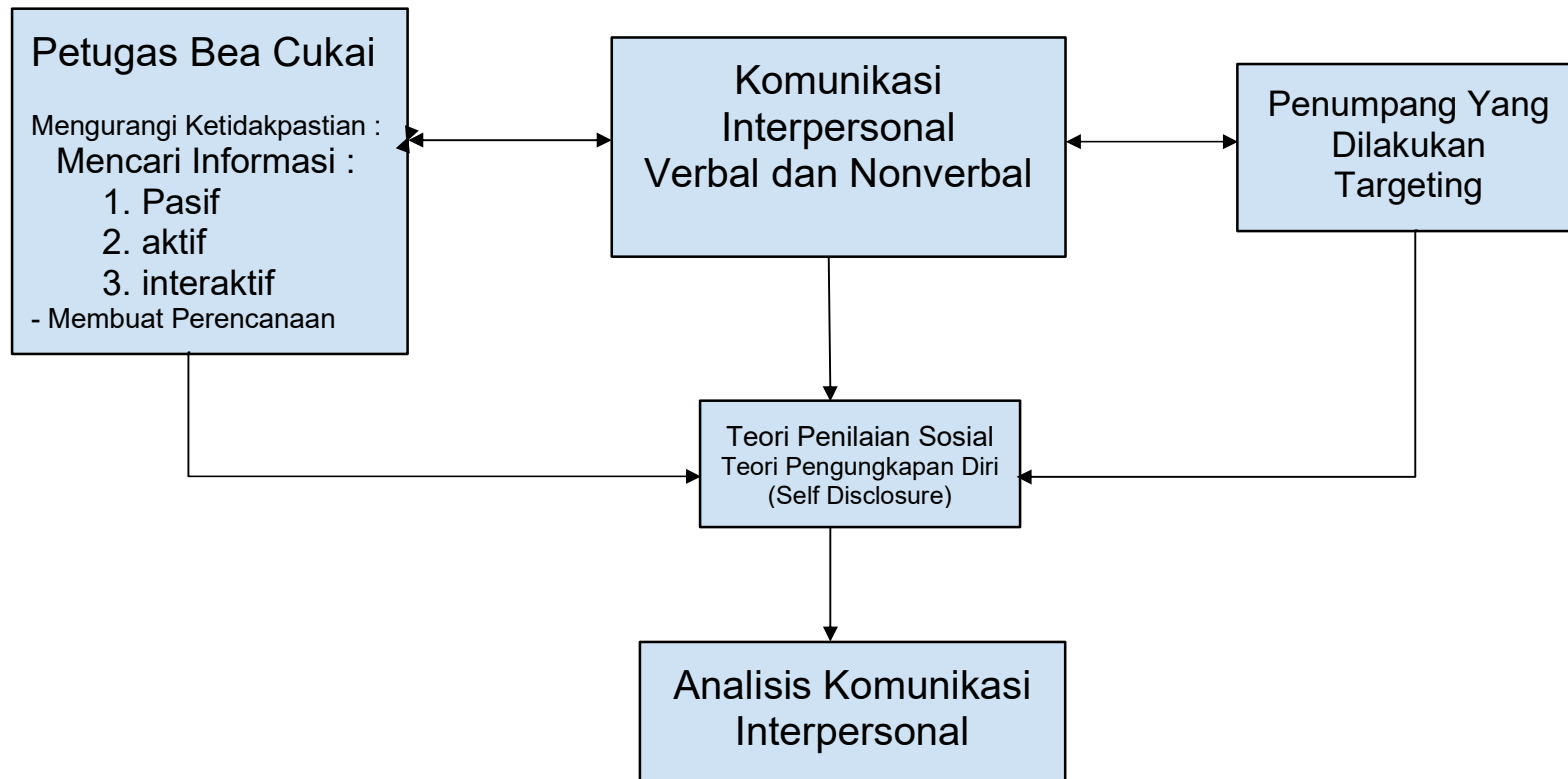 Petugas Bea Cukai
Mengurangi Ketidakpastian :
Mencari Informasi :
1. Pasif
2. aktif
3. interaktif
- Membuat Perencanaan
Komunikasi
Interpersonal
Verbal dan Nonverbal
Penumpang Yang
Dilakukan
Targeting
Teori Penilaian Sosial
Teori Pengungkapan Diri
(Self Disclosure)
Analisis Komunikasi
Interpersonal